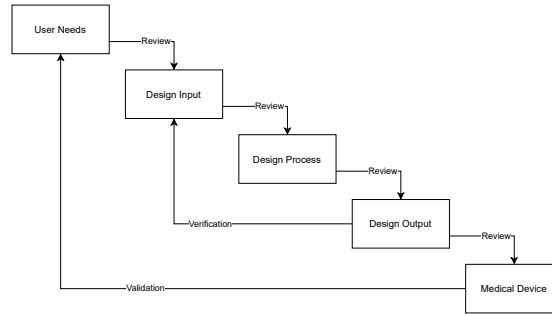 User Needs
Review
Design Input
Review
Design Process
Review
Verification
Design Output
Review
Validation
Medical Device